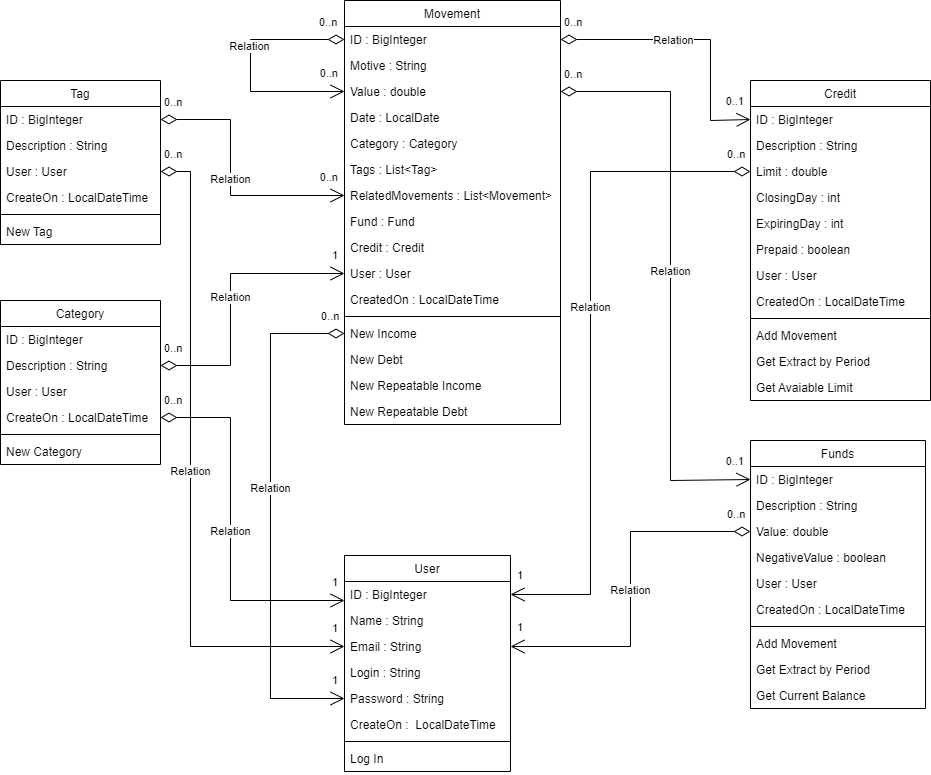 Movement
0..n
ID : BigInteger
Motive : String
Value : double
Date : LocalDate
Category : Category
Tags : List<Tag>
RelatedMovements : List<Movement>
Fund : Fund
Credit : Credit
User : User
CreatedOn : LocalDateTime
New Income
New Debt
New Repeatable Income
New Repeatable Debt
Relation
0..n
0..n
0..n
1
0..n
0..n
Relation
Relation
Tag
ID : BigInteger
Description : String
User : User
CreateOn : LocalDateTime
New Tag
0..n
0..n
Relation
Relation
Category
ID : BigInteger
Description : String
User : User
CreateOn : LocalDateTime
New Category
0..n
0..n
Relation
Relation
Relation
Credit
ID : BigInteger
Description : String
Limit : double
ClosingDay : int
ExpiringDay : int
Prepaid : boolean
User : User
CreatedOn : LocalDateTime
Add Movement
Get Extract by Period
Get Avaiable Limit
0..1
0..n
Relation
Funds
ID : BigInteger
Description : String
Value: double
NegativeValue : boolean
User : User
CreatedOn : LocalDateTime
Add Movement
Get Extract by Period
Get Current Balance
0..1
0..n
Relation
User
ID : BigInteger
Name : String
Email : String
Login : String
Password : String
CreateOn :  LocalDateTime
Log In
1
1
1
1
1